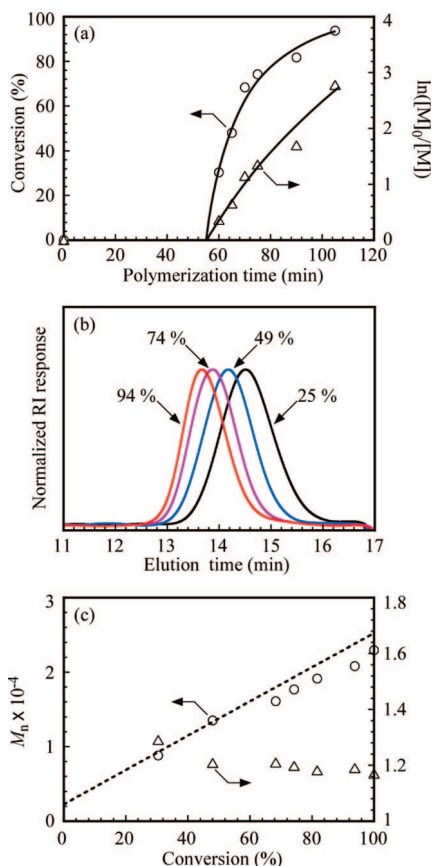 (a)
100
80
60
40
20
0
Conversion (%)
4
3
2
1
0
ln([M]0/[M])
0 20 40 60 80 100 120
Polymerization time (min)
(b)
74 % 49 %
94 % 25 %
Normalized RI response
11 12 13 14 15 16 17
Elution time (min)
(c)
3
2
1
0
Mn x 10-4
1.8
1.6
1.4
1.2
1
0 20 40 60 80 100
Conversion (%)